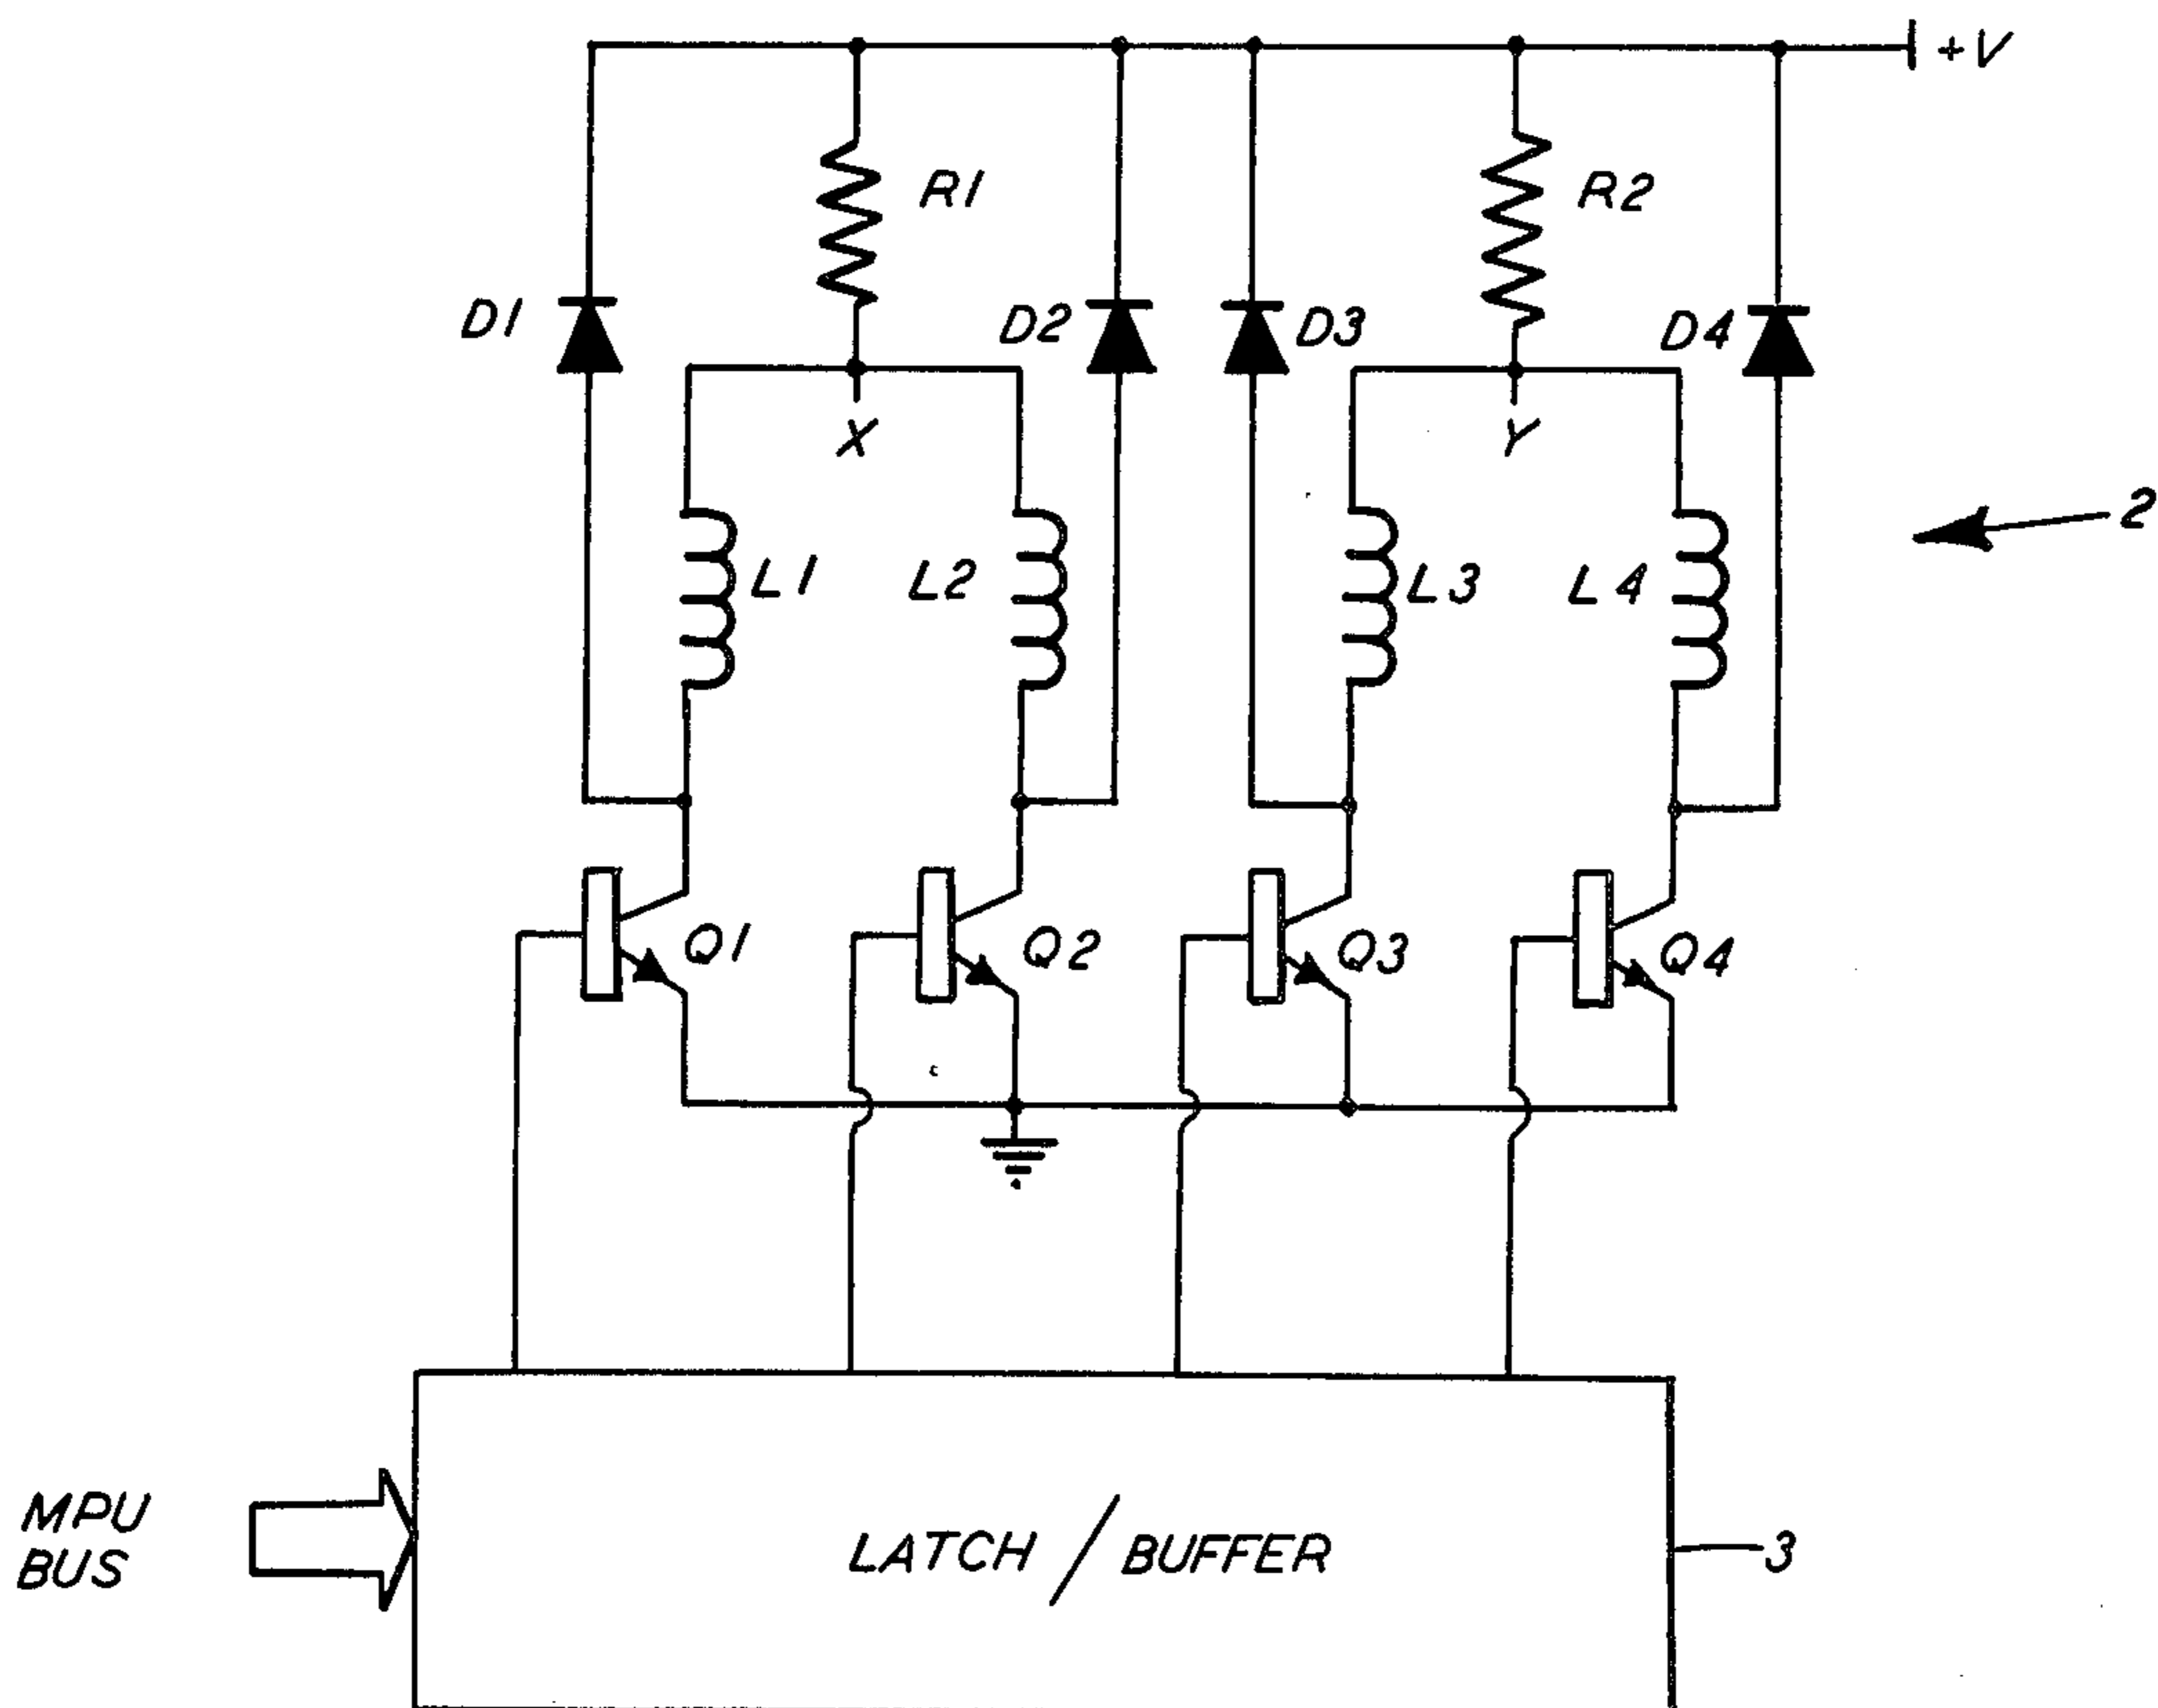 +V
R1
R2
D1
D2
D3
D4
X
Y
2
L1
L2
L3
L4
Q1
Q2
Q3
Q4
MPU
BUS
LATCH/BUFFER
3